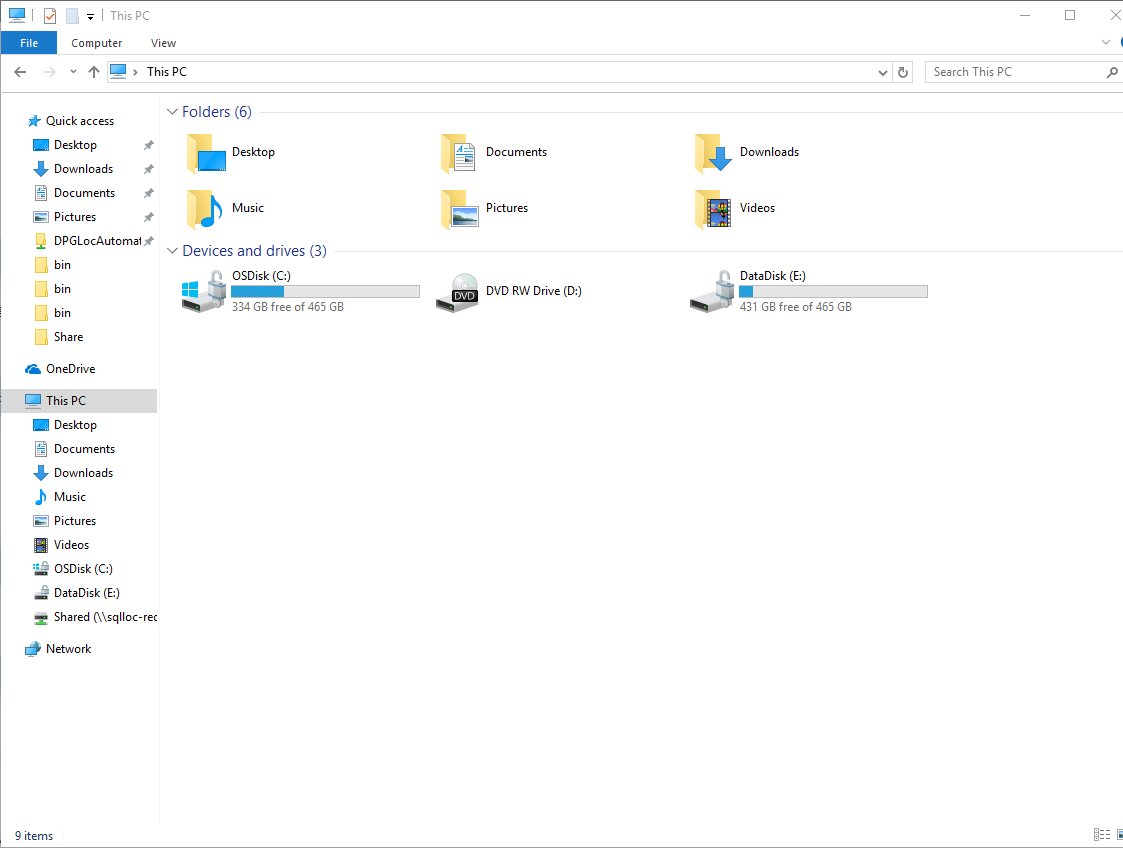 This PC
File Computer View
This PC
Search This PC
Quick access
Desktop
Downloads
Documents
Pictures
DPGLocAutomat
bin
bin
bin
Share
OneDrive
This PC
Desktop
Documents
Downloads
Music
Pictures
Videos
OSDisk (C:)
DataDisk (E:)
Shared (\\sqlloc-rec
Network
Folders (6)
Desktop
Documents
Downloads
Music
Pictures
Videos
Devices and drives (3)
OSDisk (C:)
334 GB free of 465 GB
DVD
DVD RW Drive (D:)
DataDisk (E:)
431 GB free of 465 GB
9 items